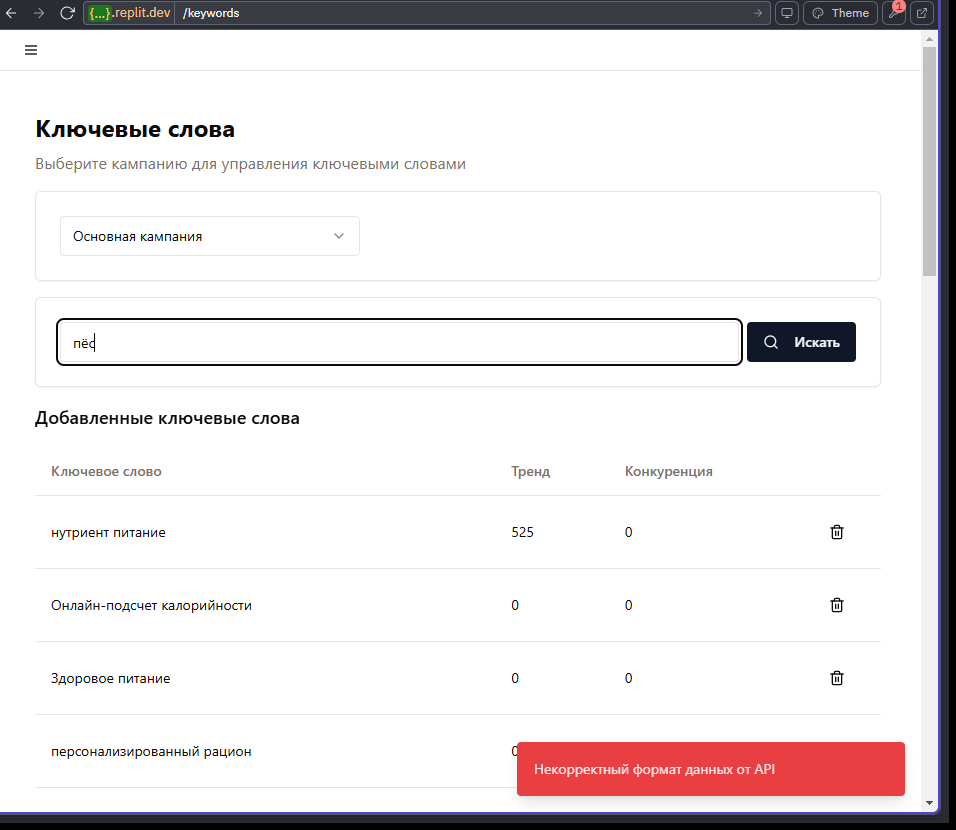 {...}.replit.dev /keywords
Theme
1
Ключевые слова
Выберите кампанию для управления ключевыми словами
Основная кампания
пёс
Искать
Добавленные ключевые слова
Ключевое слово Тренд Конкуренция
нутриент питание 525 0
Онлайн-подсчет калорийности 0 0
Здоровое питание 0 0
персонализированный рацион
Некорректный формат данных от API